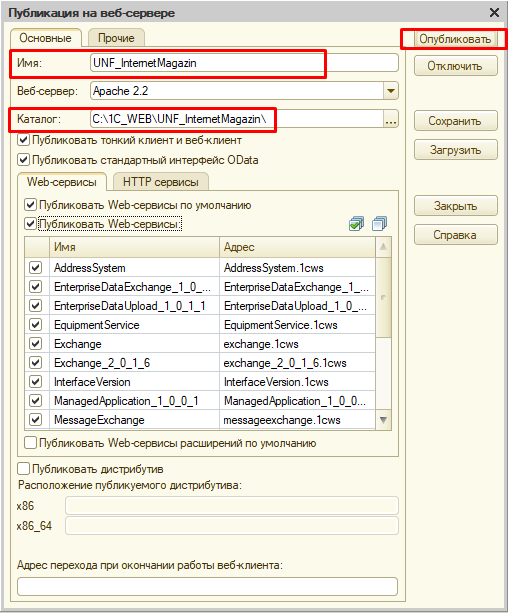 Публикация на веб-сервере
Основные Прочие
Опубликовать
Имя: UNF_InternetMagazin
Отключить
Веб-сервер: Apache 2.2
Каталог: C:\1C_WEB\UNF_InternetMagazin\ ...
Сохранить
Публиковать тонкий клиент и веб-клиент
Загрузить
Публиковать стандартный интерфейс OData
Web-сервисы HTTP сервисы
Публиковать Web-сервисы по умолчанию
Закрыть
Публиковать Web-сервисы:
Справка
Имя Адрес
AddressSystem AddressSystem.1cws
EnterpriseDataExchange_1_0_... EnterpriseDataExchange_1_...
EnterpriseDataUpload_1_0_1_1 EnterpriseDataUpload_1_0_...
EquipmentService EquipmentService.1cws
Exchange exchange.1cws
Exchange_2_0_1_6 exchange_2_0_1_6.1cws
InterfaceVersion InterfaceVersion.1cws
ManagedApplication_1_0_0_1 ManagedApplication_1_0_0...
MessageExchange messageexchange.1cws
Публиковать Web-сервисы расширений по умолчанию
Публиковать дистрибутив
Расположение публикуемого дистрибутива:
x86
x86_64
Адрес перехода при окончании работы веб-клиента: